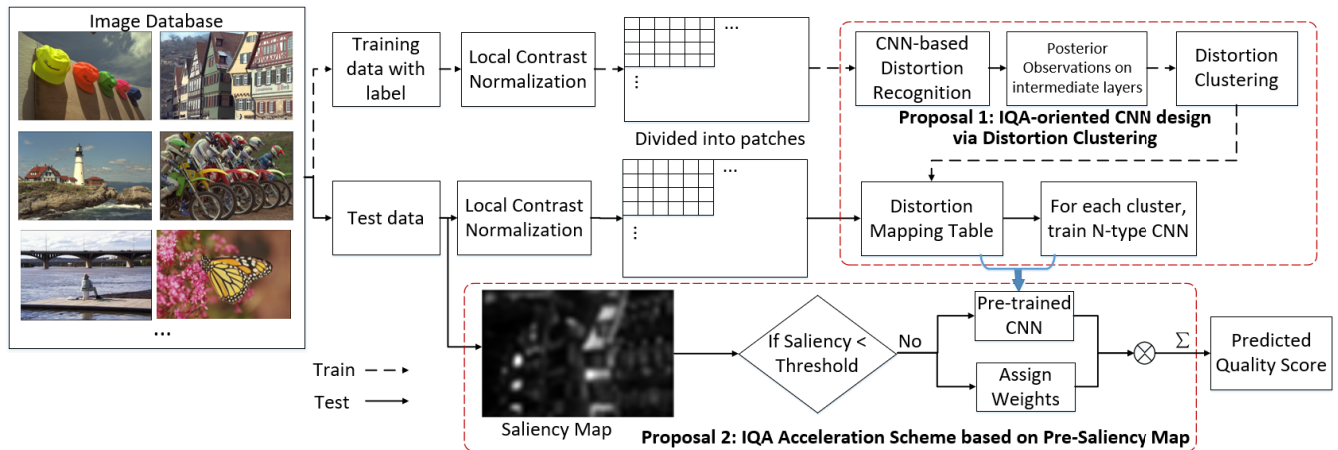 Image Database
...
Training
data with
label
Local Contrast
Normalization
...
⋮
Divided into patches
CNN-based
Distortion
Recognition
Posterior
Observations on
intermediate layers
Distortion
Clustering
Proposal 1: IQA-oriented CNN design
via Distortion Clustering
Test data
Local Contrast
Normalization
...
⋮
Distortion
Mapping Table
For each cluster,
train N-type CNN
Saliency Map
If Saliency <
Threshold
No
Pre-trained
CNN
Assign
Weights
Σ
Predicted
Quality Score
Proposal 2: IQA Acceleration Scheme based on Pre-Saliency Map
Train
Test